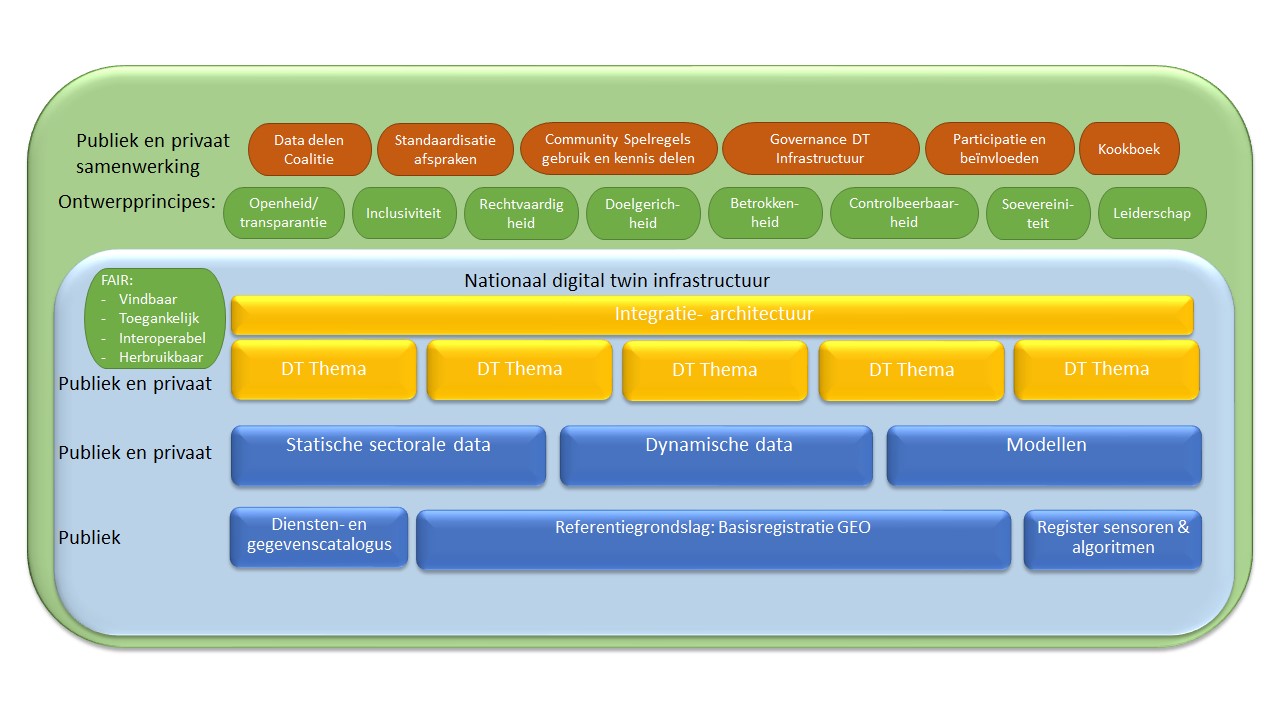 Publiek en privaat
samenwerking
Data delen
Coalitie
Standaardisatie
afspraken
Community Spelregels
gebruik en kennis delen
Governance DT
Infrastructuur
Participatie en
beïnvloeden
Kookboek
Ontwerpprincipes:
Openheid/
transparantie
Inclusiviteit
Rechtvaardig
heid
Doelgerich-
heid
Betrokken-
heid
Controlbeerbaar-
heid
Soevereini-
teit
Leiderschap
FAIR:
- Vindbaar
- Toegankelijk
- Interoperabel
- Herbruikbaar
Nationaal digital twin infrastructuur
Integratie- architectuur
Publiek en privaat
DT Thema
DT Thema
DT Thema
DT Thema
DT Thema
Publiek en privaat
Statische sectorale data
Dynamische data
Modellen
Publiek
Diensten- en
gegevenscatalogus
Referentiegrondslag: Basisregistratie GEO
Register sensoren &
algoritmen